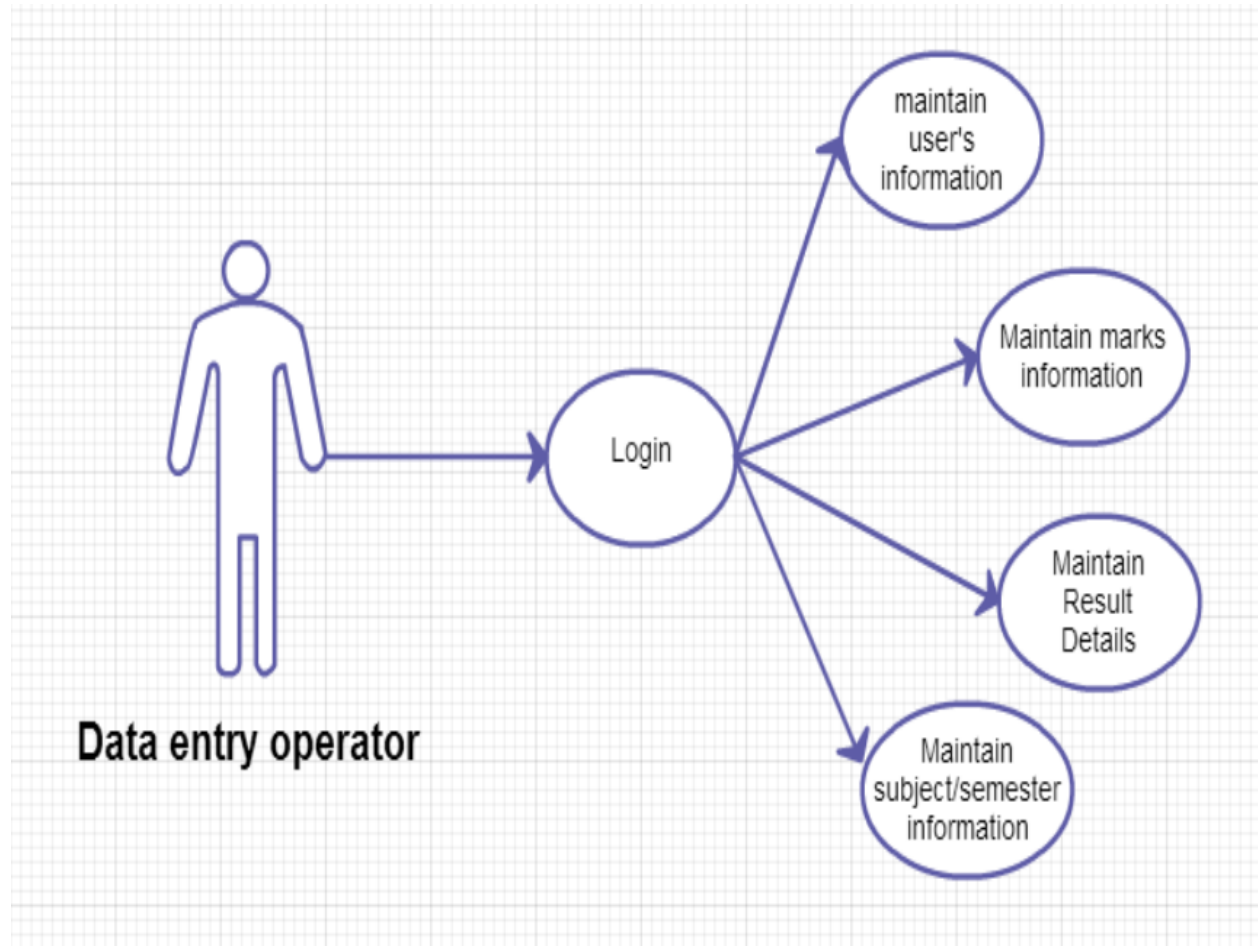 maintain
user's
information
Maintain marks
information
Login
Maintain
Result
Details
Data entry operator
Maintain
subject/semester
information